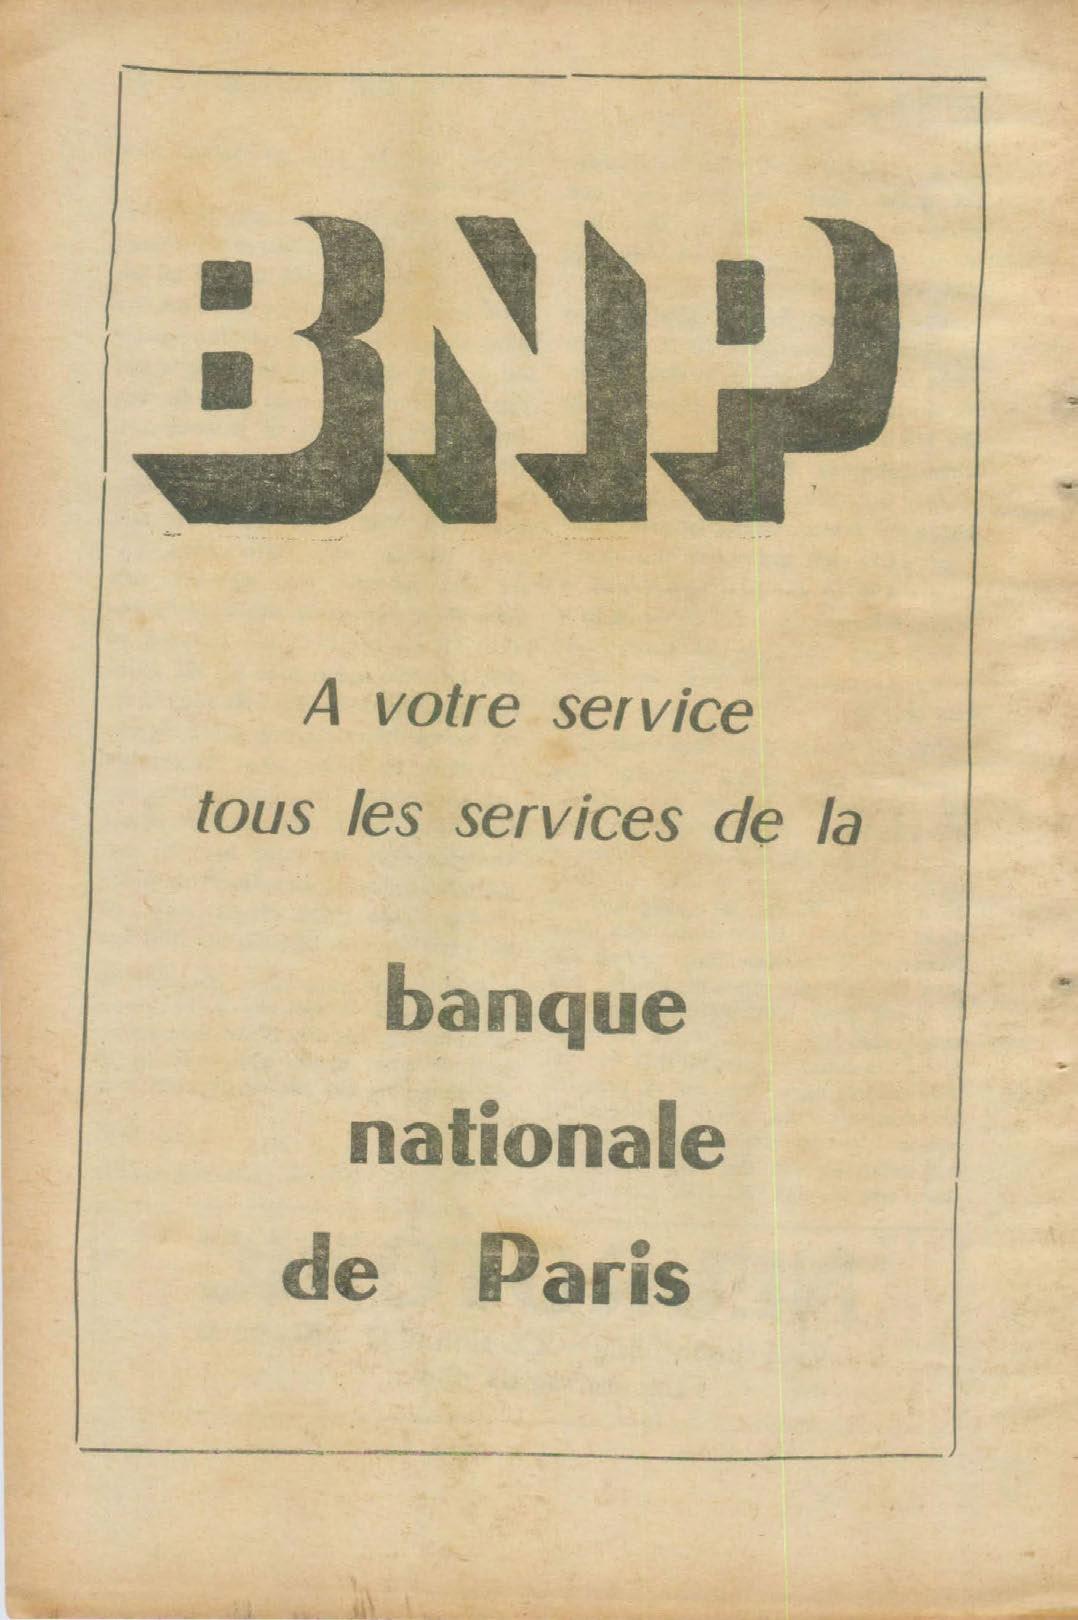 BNP
A votre service
tous les services de la
banque
nationale
de Paris